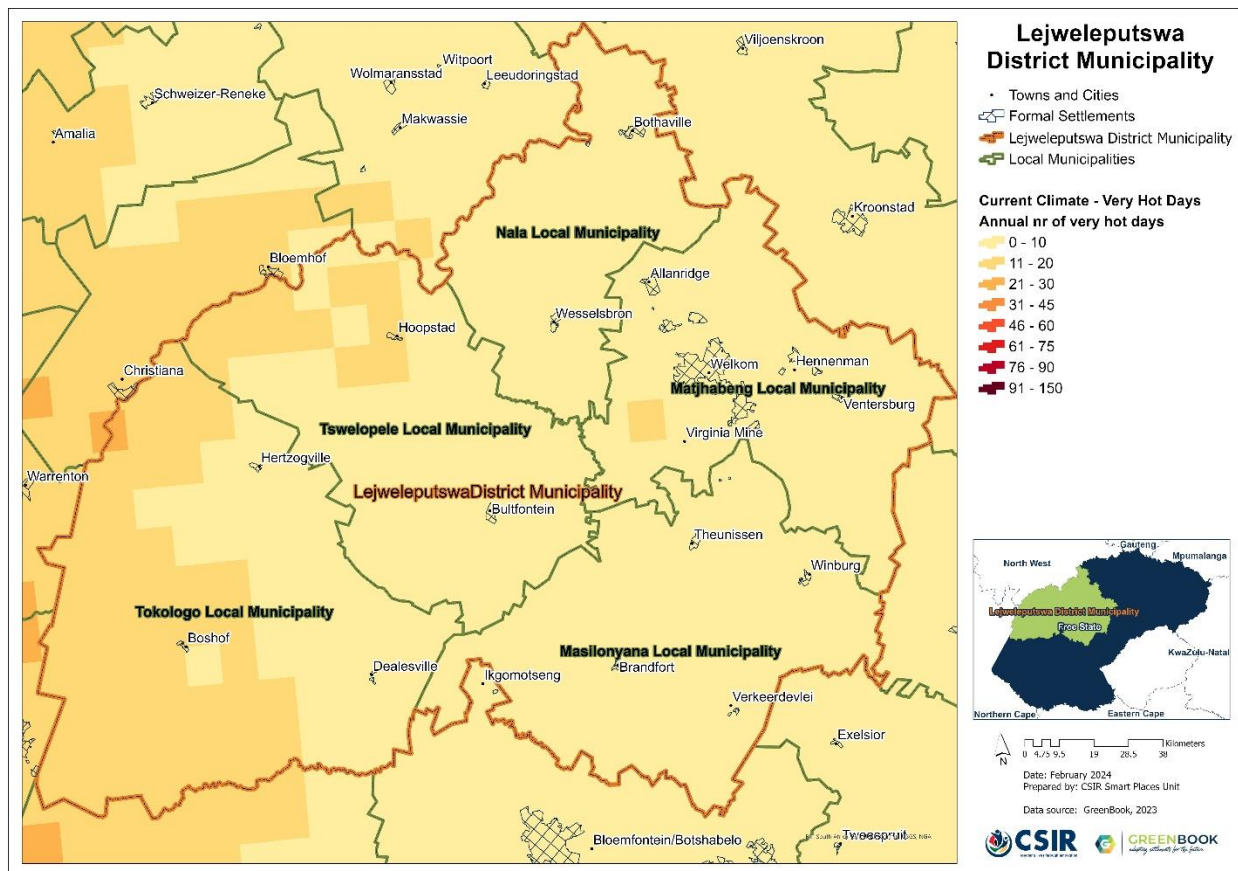 Lejweleputswa
District Municipality
Towns and Cities
Formal Settlements
Lejweleputswa District Municipality
Local Municipalities
Current Climate - Very Hot Days
Annual nr of very hot days
0 - 10
11 - 20
21 - 30
31 - 45
46 - 60
61 - 75
76 - 90
91 - 150
Viljoenskroon
Witpoort
Wolmaransstad
Leeudoringstad
Schweizer-Reneke
Makwassie
Bothaville
Amalia
Kroonstad
Nala Local Municipality
Bloemhof
Allanridge
Wesselsbron
Hoopstad
Christiana
Welkom
Hennenman
Matjhabeng Local Municipality
Ventersburg
Tswelopele Local Municipality
Virginia Mine
Hertzogville
Warrenton
LejweleputswaDistrict Municipality
Bultfontein
Theunissen
Winburg
Tokologo Local Municipality
Boshof
Masilonyana Local Municipality
Brandfort
Dealesville
Ikgomotseng
Verkeerdevlei
Exelsior
Bloemfontein/Botshabelo
Tweespruit
Gauteng
Mpumalanga
North West
Lejweleputswa District Municipality
Free State
KwaZulu-Natal
Northern Cape
Eastern Cape
N
Kilometers
0 4.75 9.5 19 28.5 38
Date: February 2024
Prepared by: CSIR Smart Places Unit
Data source: GreenBook, 2023
CSIR
GREENBOOK
adapting settlements for the future